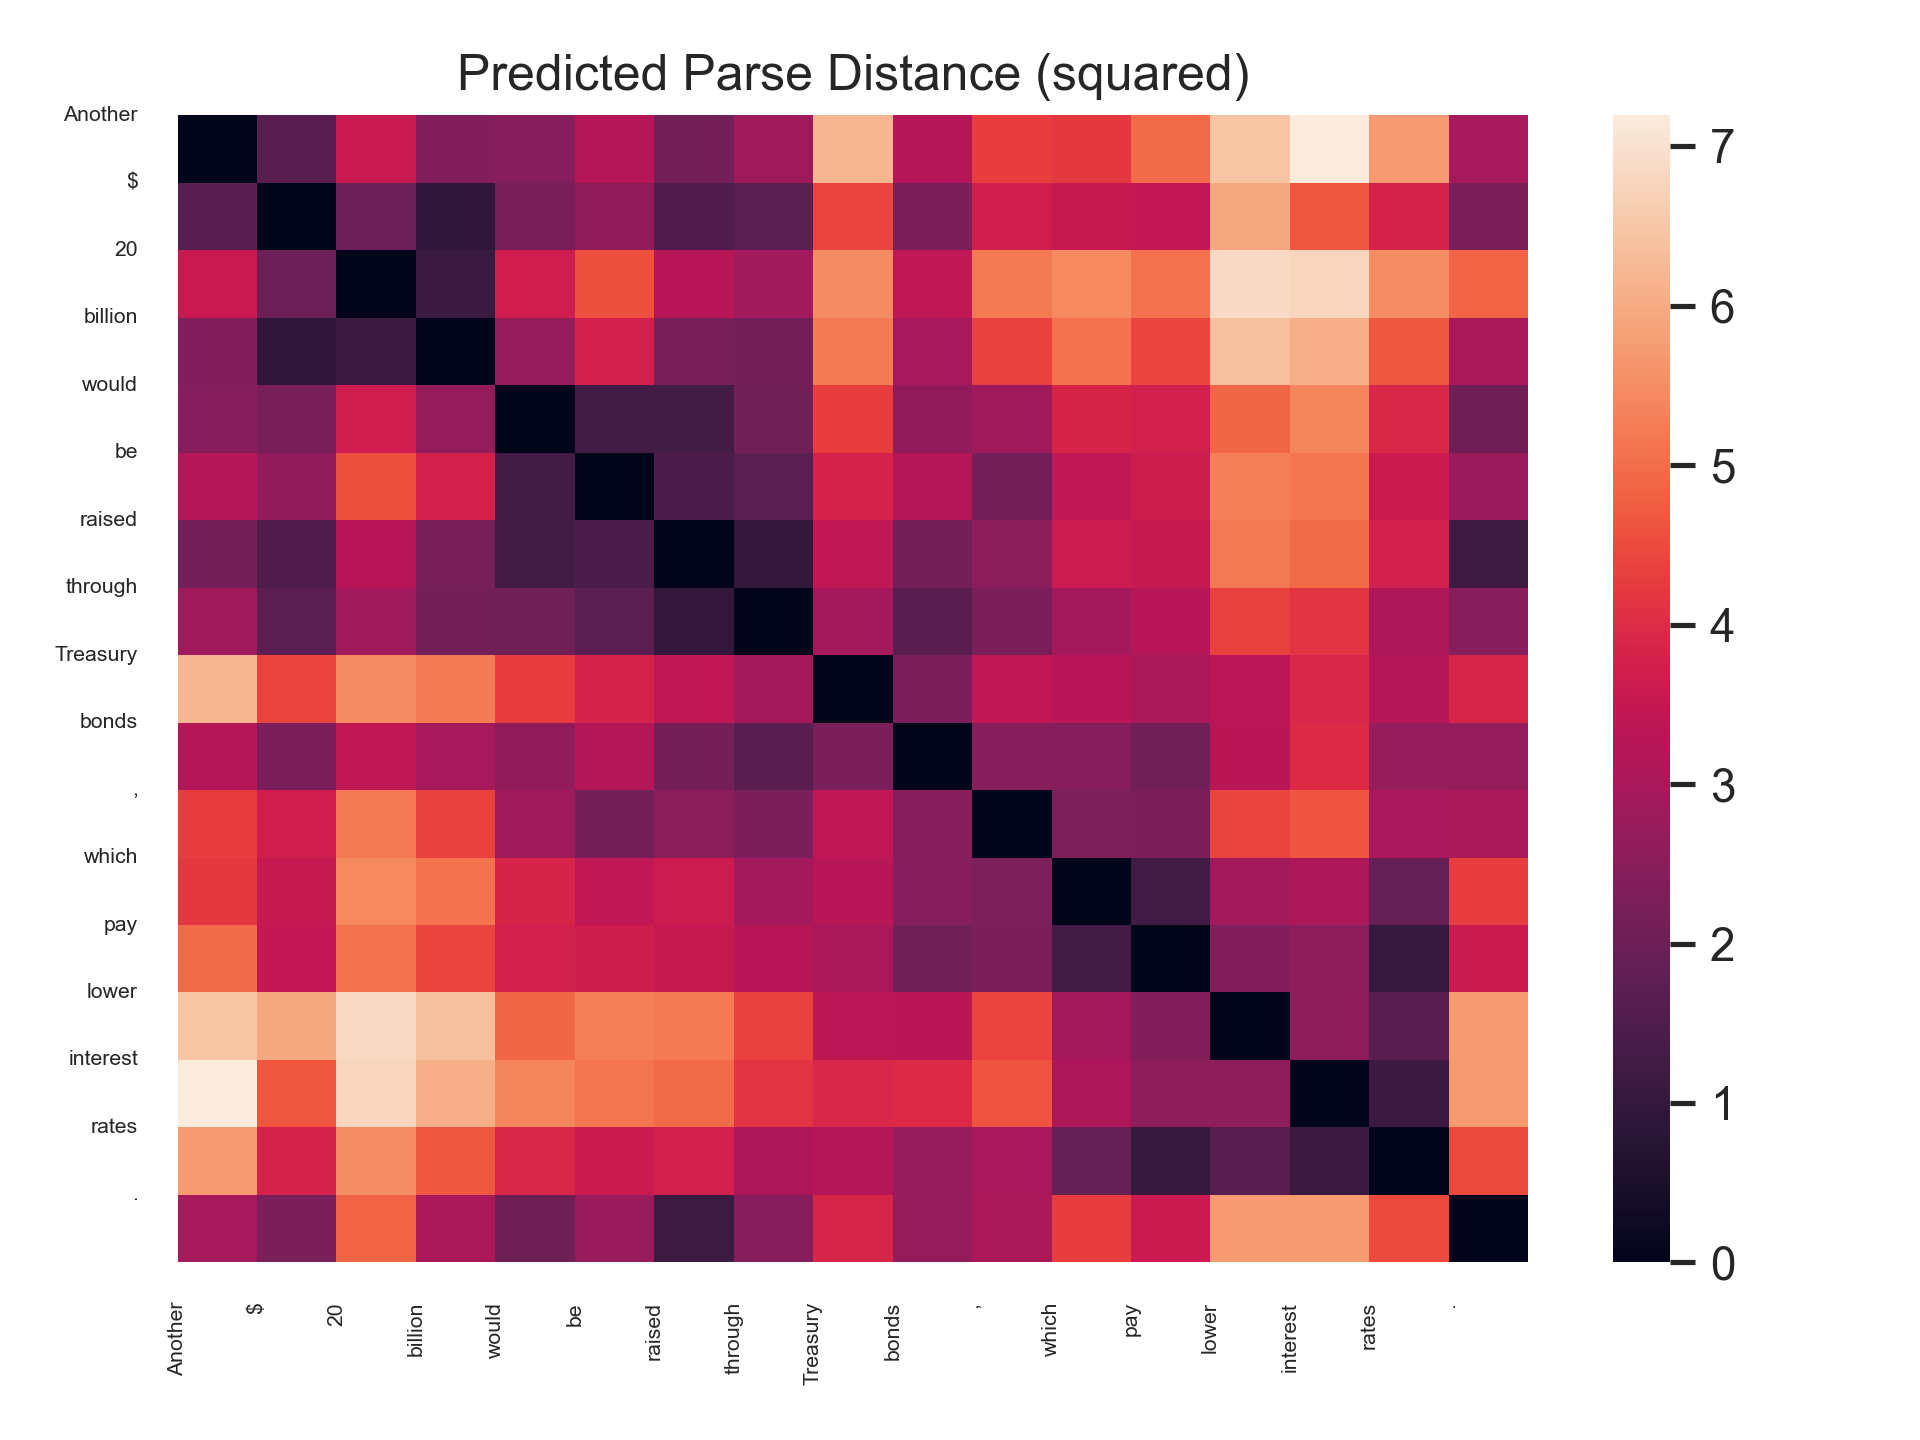 Predicted Parse Distance (squared)
Another
$
20
billion
would
be
raised
through
Treasury
bonds
,
which
pay
lower
interest
rates
.
7
6
5
4
3
2
1
0
Another $ 20 billion would be raised through Treasury bonds , which pay lower interest rates .